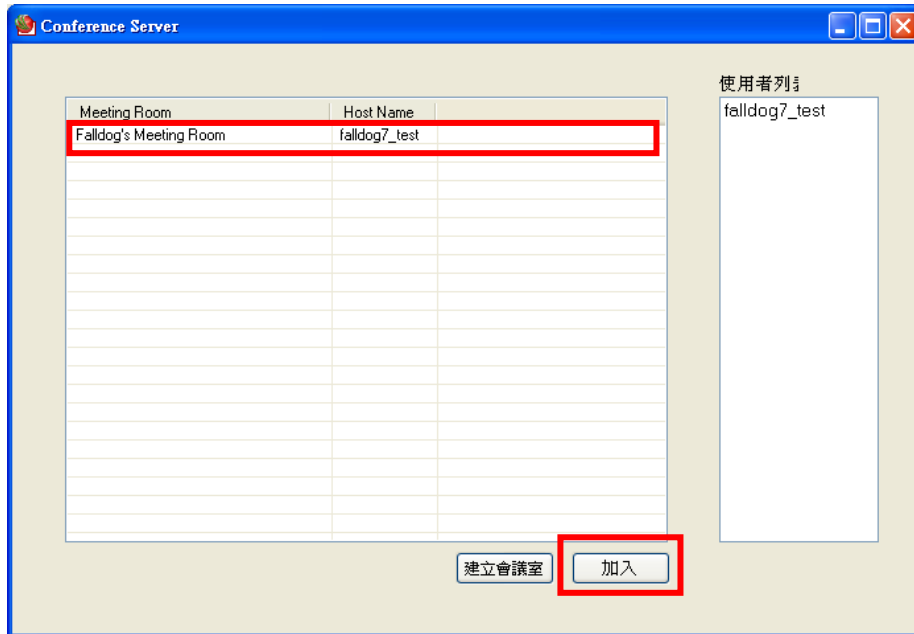 Conference Server
使用者列
Meeting Room Host Name
Falldog's Meeting Room falldog7_test
falldog7_test
建立會議室 加入